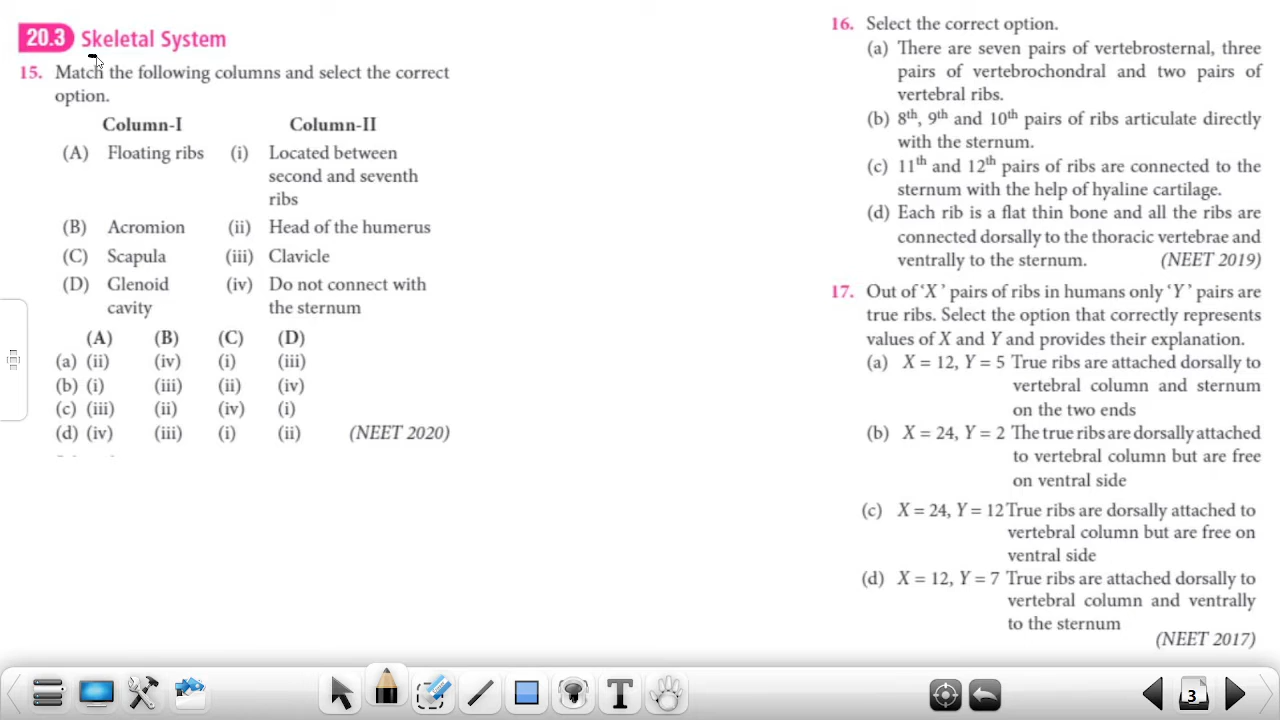 20.3 Skeletal System
15. Match the following columns and select the correct
option.
Column-I Column-II
(A) Floating ribs (i) Located between
second and seventh
ribs
(B) Acromion (ii) Head of the humerus
(C) Scapula (iii) Clavicle
(D) Glenoid (iv) Do not connect with
cavity the sternum
(A) (B) (C) (D)
(a) (ii) (iv) (i) (iii)
(b) (i) (iii) (ii) (iv)
(c) (iii) (ii) (iv) (i)
(d) (iv) (iii) (i) (ii) (NEET 2020)
16. Select the correct option.
(a) There are seven pairs of vertebrosternal, three
pairs of vertebrochondral and two pairs of
vertebral ribs.
(b) 8th, 9th and 10th pairs of ribs articulate directly
with the sternum.
(c) 11th and 12th pairs of ribs are connected to the
sternum with the help of hyaline cartilage.
(d) Each rib is a flat thin bone and all the ribs are
connected dorsally to the thoracic vertebrae and
ventrally to the sternum. (NEET 2019)
17. Out of ‘X’ pairs of ribs in humans only ‘Y’ pairs are
true ribs. Select the option that correctly represents
values of X and Y and provides their explanation.
(a) X = 12, Y = 5 True ribs are attached dorsally to
vertebral column and sternum
on the two ends
(b) X = 24, Y = 2 The true ribs are dorsally attached
to vertebral column but are free
on ventral side
(c) X = 24, Y = 12 True ribs are dorsally attached to
vertebral column but are free on
ventral side
(d) X = 12, Y = 7 True ribs are attached dorsally to
vertebral column and ventrally
to the sternum
(NEET 2017)
T
3